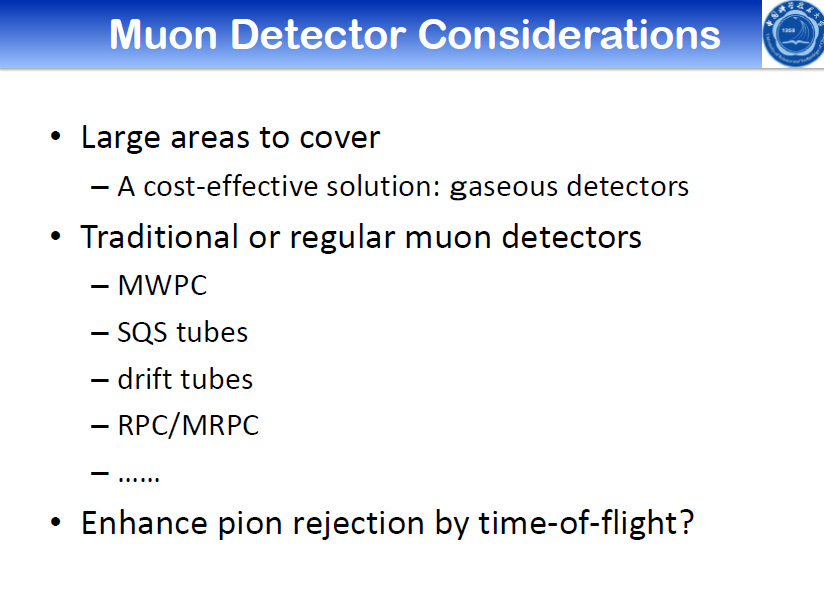 Muon Detector Considerations
• Large areas to cover
– A cost-effective solution: gaseous detectors
• Traditional or regular muon detectors
– MWPC
– SQS tubes
– drift tubes
– RPC/MRPC
– ......
• Enhance pion rejection by time-of-flight?